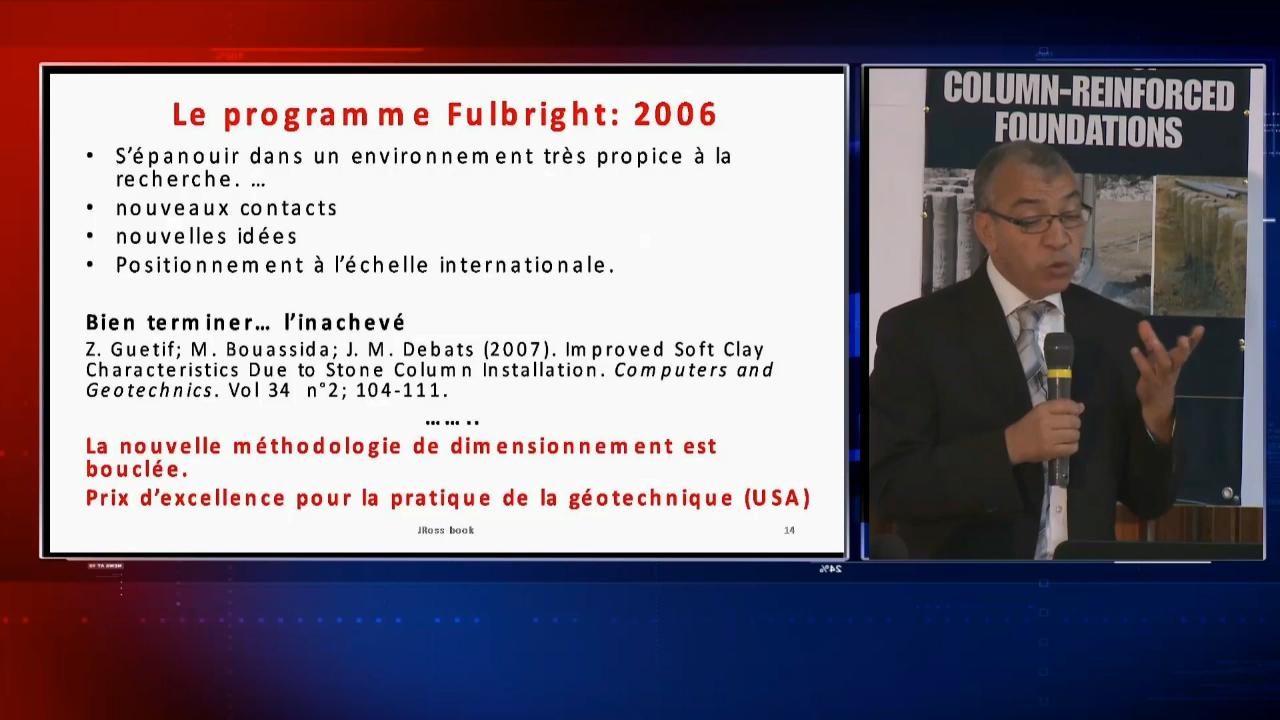 Le programme Fulbright: 2006
• S’épanouir dans un environnement très propice à la
recherche. …
• nouveaux contacts
• nouvelles idées
• Positionnement à l’échelle internationale.
Bien terminer… l’inachevé
Z. Guetif; M. Bouassida; J. M. Debats (2007). Improved Soft Clay
Characteristics Due to Stone Column Installation. Computers and
Geotechnics. Vol 34 n°2; 104-111.
……..
La nouvelle méthodologie de dimensionnement est
bouclée.
Prix d’excellence pour la pratique de la géotechnique (USA)
JRoss book
14
COLUMN-REINFORCED
FOUNDATIONS
24%